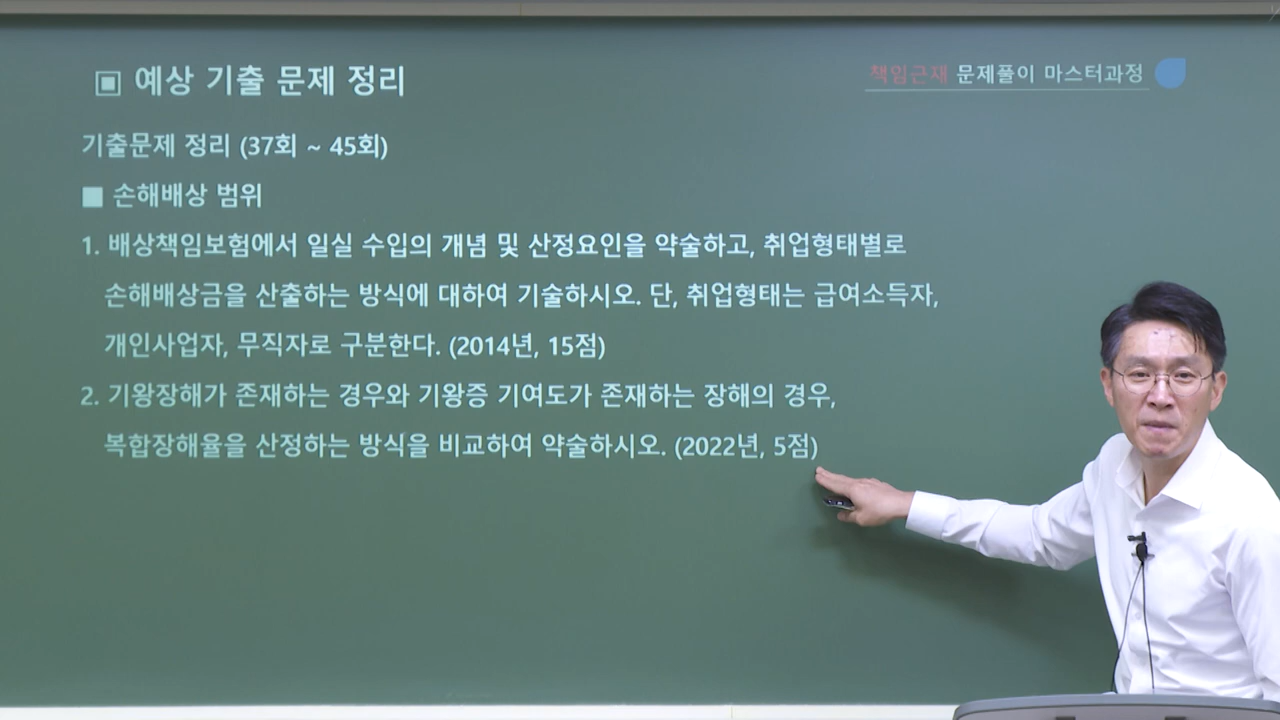 ▣ 예상 기출 문제 정리
책임근재 문제풀이 마스터과정
기출문제 정리 (37회 ~ 45회)
■ 손해배상 범위
1. 배상책임보험에서 일실 수입의 개념 및 산정요인을 약술하고, 취업형태별로
손해배상금을 산출하는 방식에 대하여 기술하시오. 단, 취업형태는 급여소득자,
개인사업자, 무직자로 구분한다. (2014년, 15점)
2. 기왕장해가 존재하는 경우와 기왕증 기여도가 존재하는 장해의 경우,
복합장해율을 산정하는 방식을 비교하여 약술하시오. (2022년, 5점)